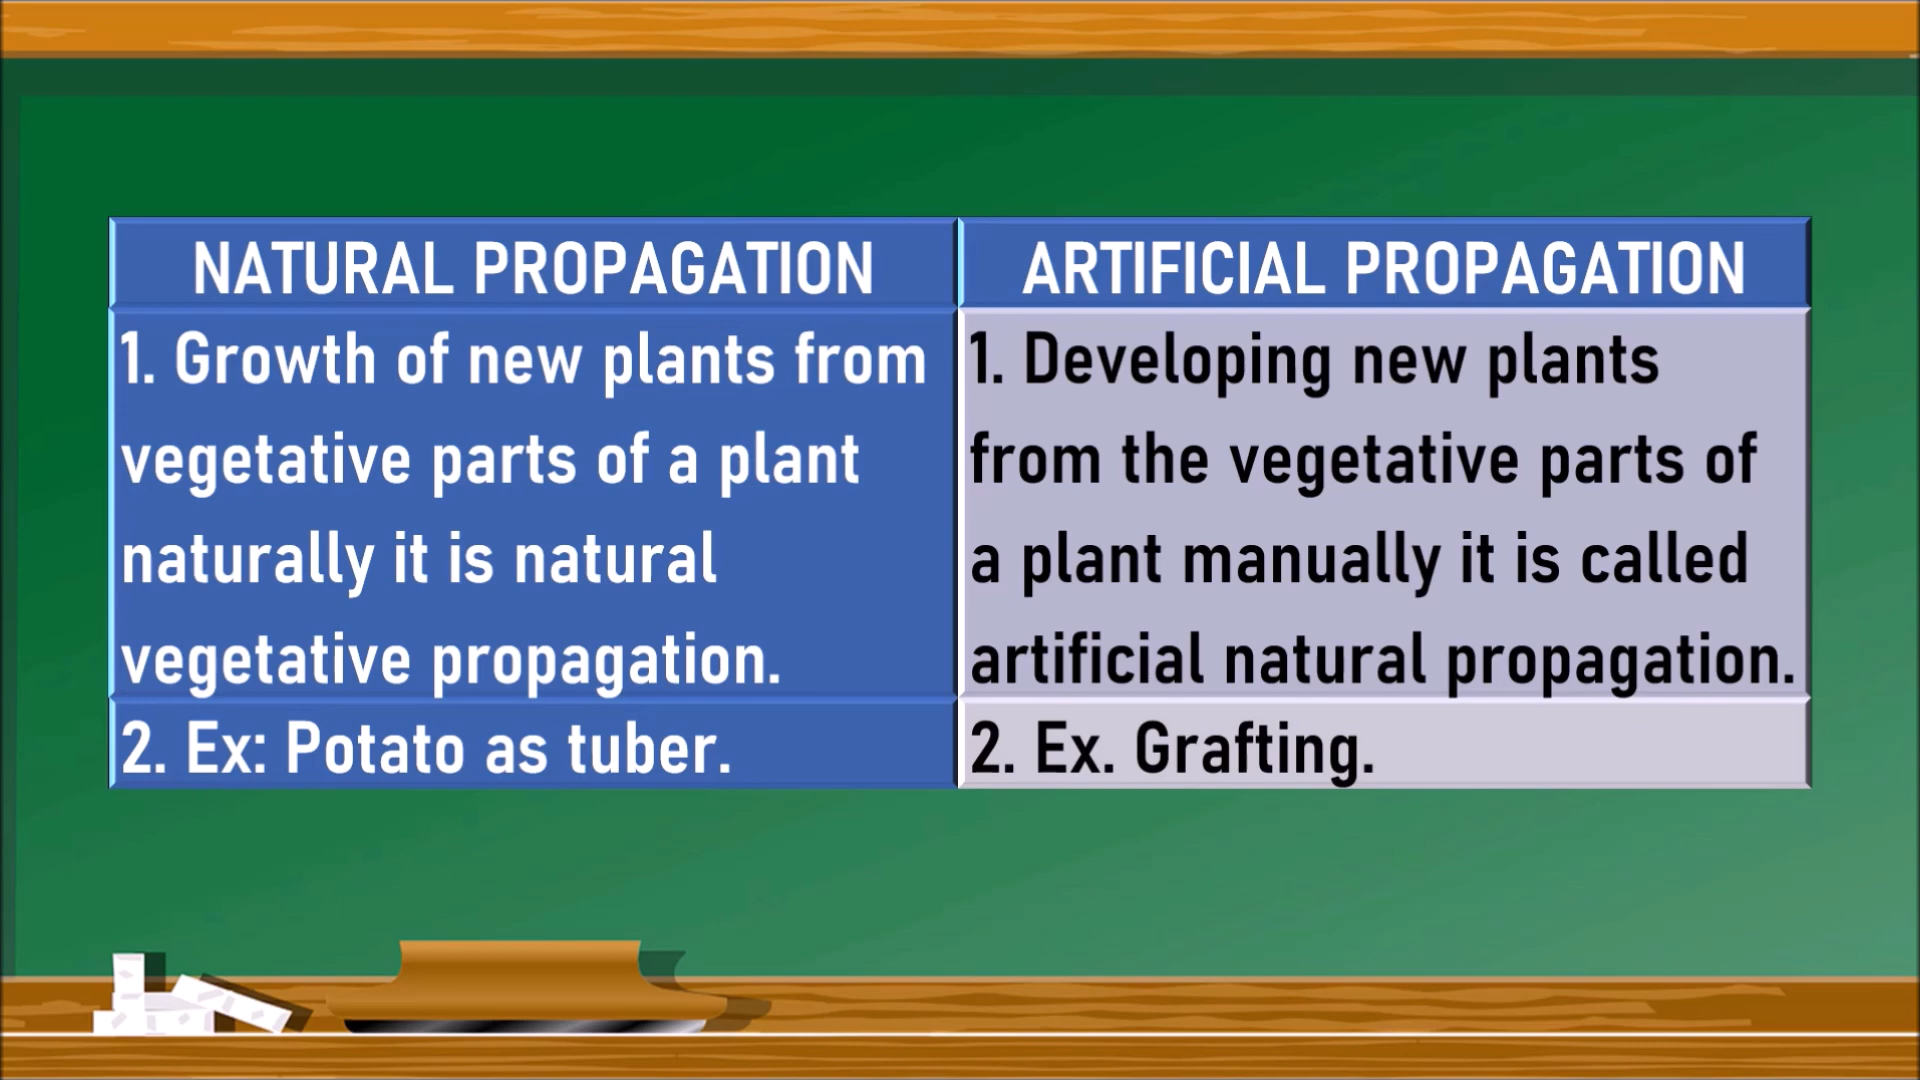 NATURAL PROPAGATION
ARTIFICIAL PROPAGATION
1. Growth of new plants from
vegetative parts of a plant
naturally it is natural
vegetative propagation.
1. Developing new plants
from the vegetative parts of
a plant manually it is called
artificial natural propagation.
2. Ex: Potato as tuber.
2. Ex. Grafting.